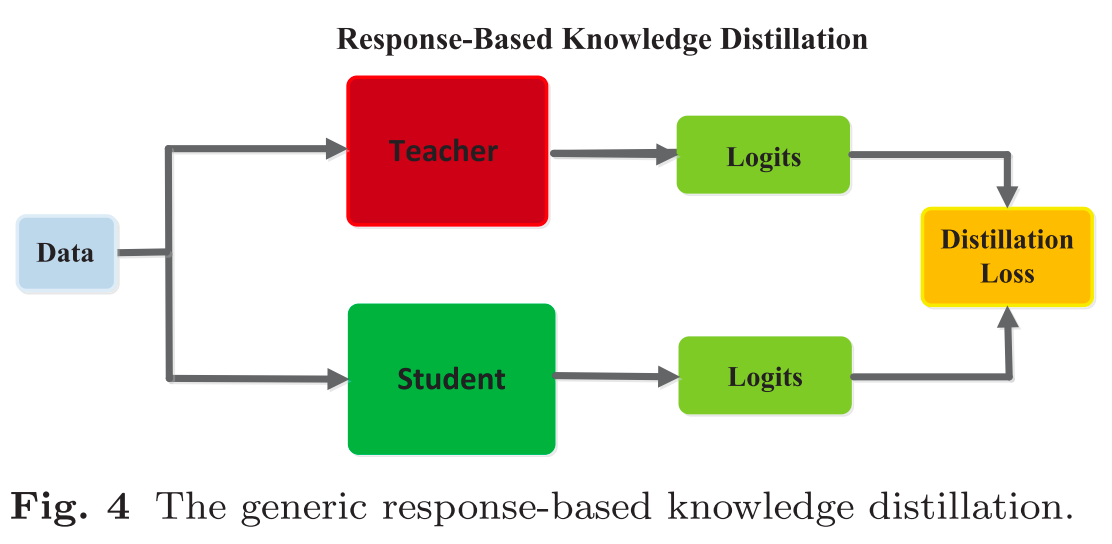 Response-Based Knowledge Distillation
Teacher
Logits
Data
Distillation
Loss
Student
Logits
Fig. 4 The generic response-based knowledge distillation.